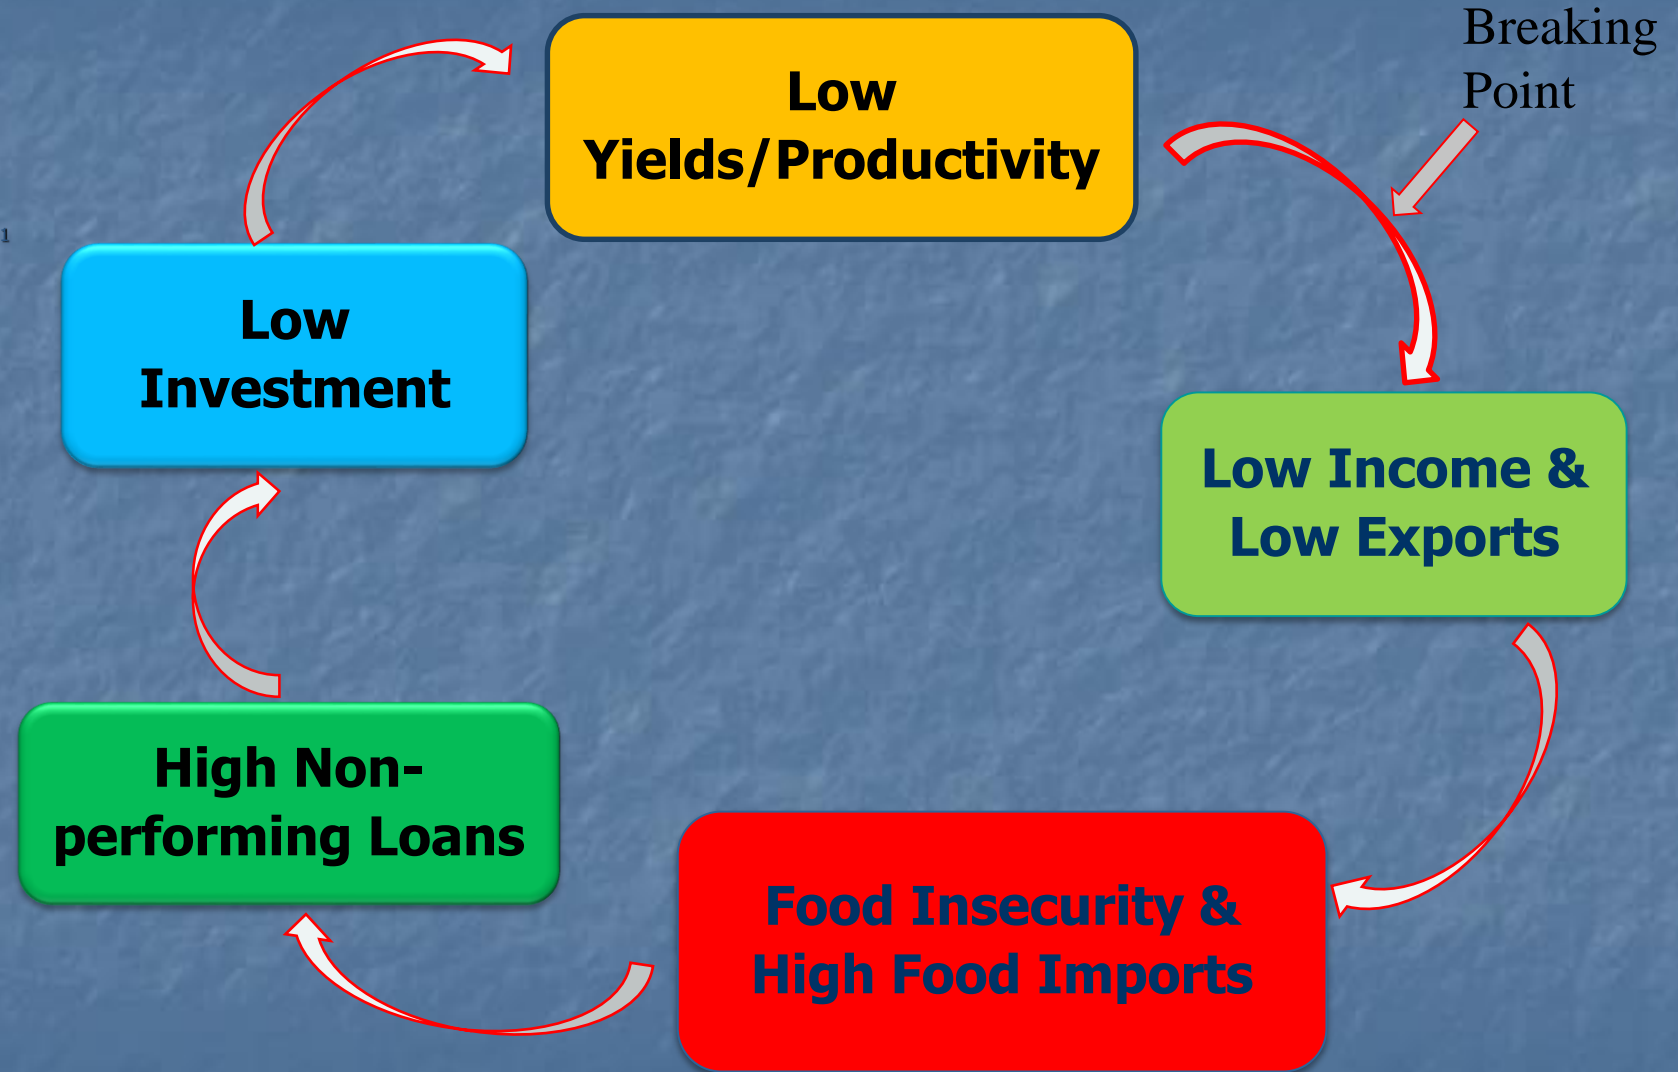 Breaking
Point
Low
Yields/Productivity
1
Low
Investment
Low Income &
Low Exports
High Non-
performing Loans
Food Insecurity &
High Food Imports